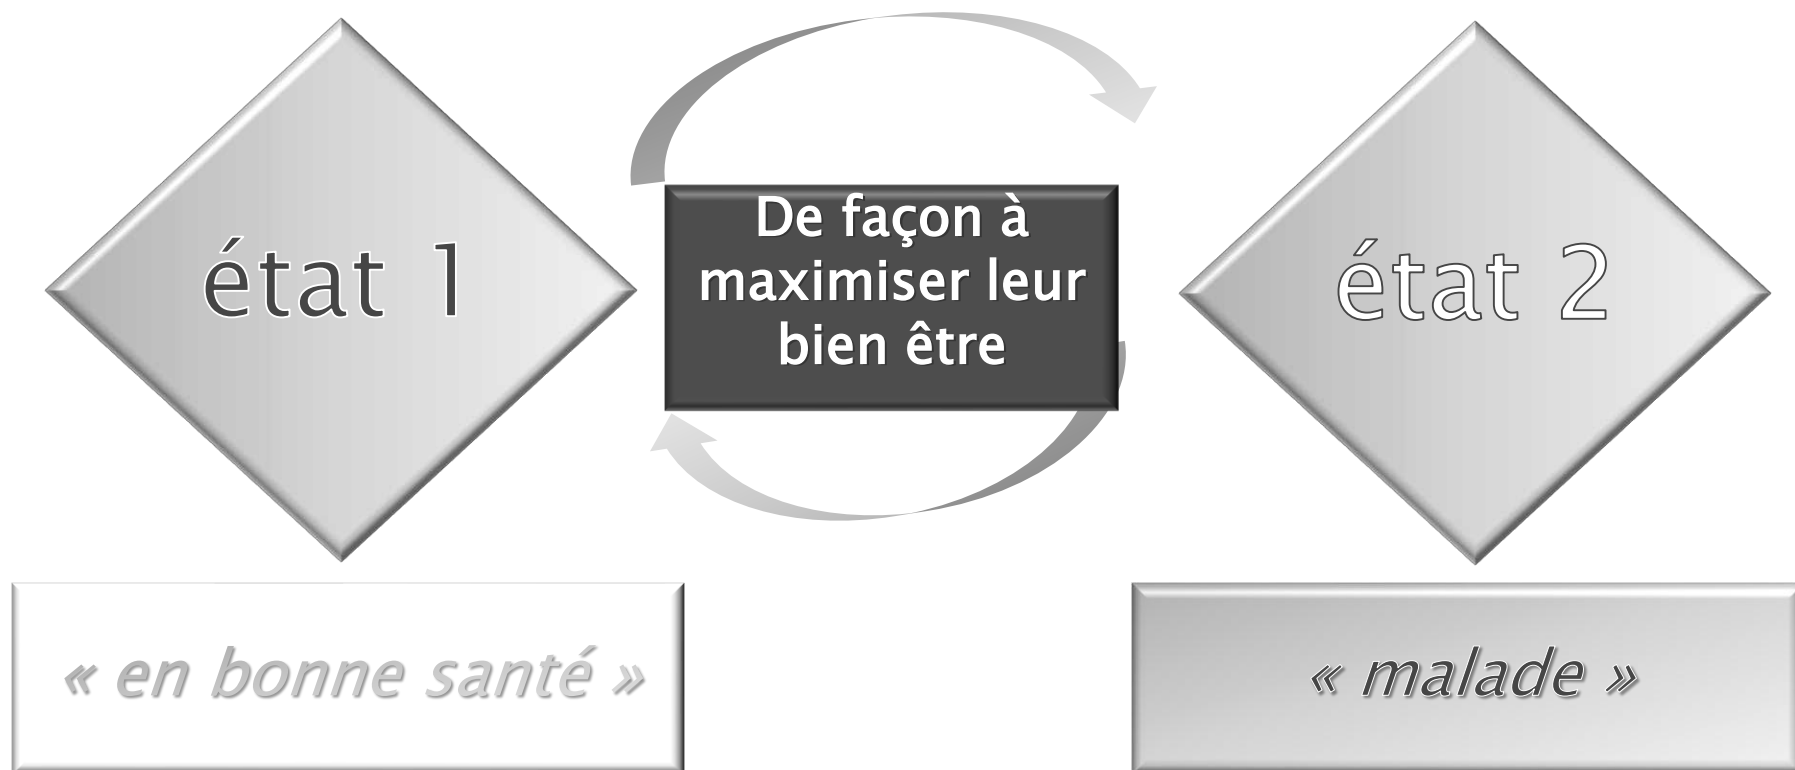 état 1
De façon à
maximiser leur
bien être
état 2
« en bonne santé »
« malade »